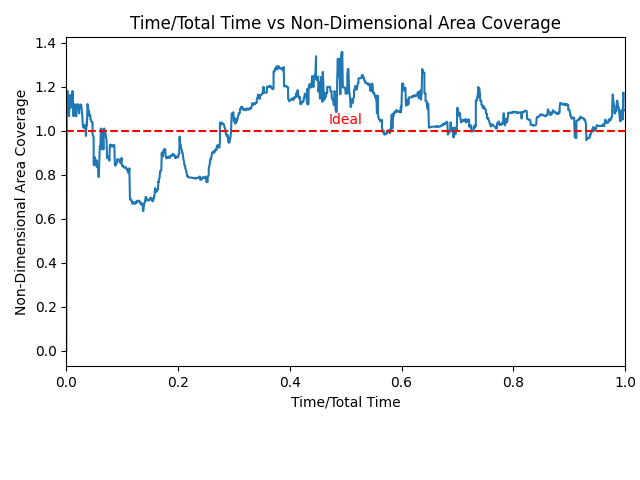 Time/Total Time vs Non-Dimensional Area Coverage
Non-Dimensional Area Coverage
1.4
1.2
1.0
0.8
0.6
0.4
0.2
0.0
Ideal
0.0 0.2 0.4 0.6 0.8 1.0
Time/Total Time